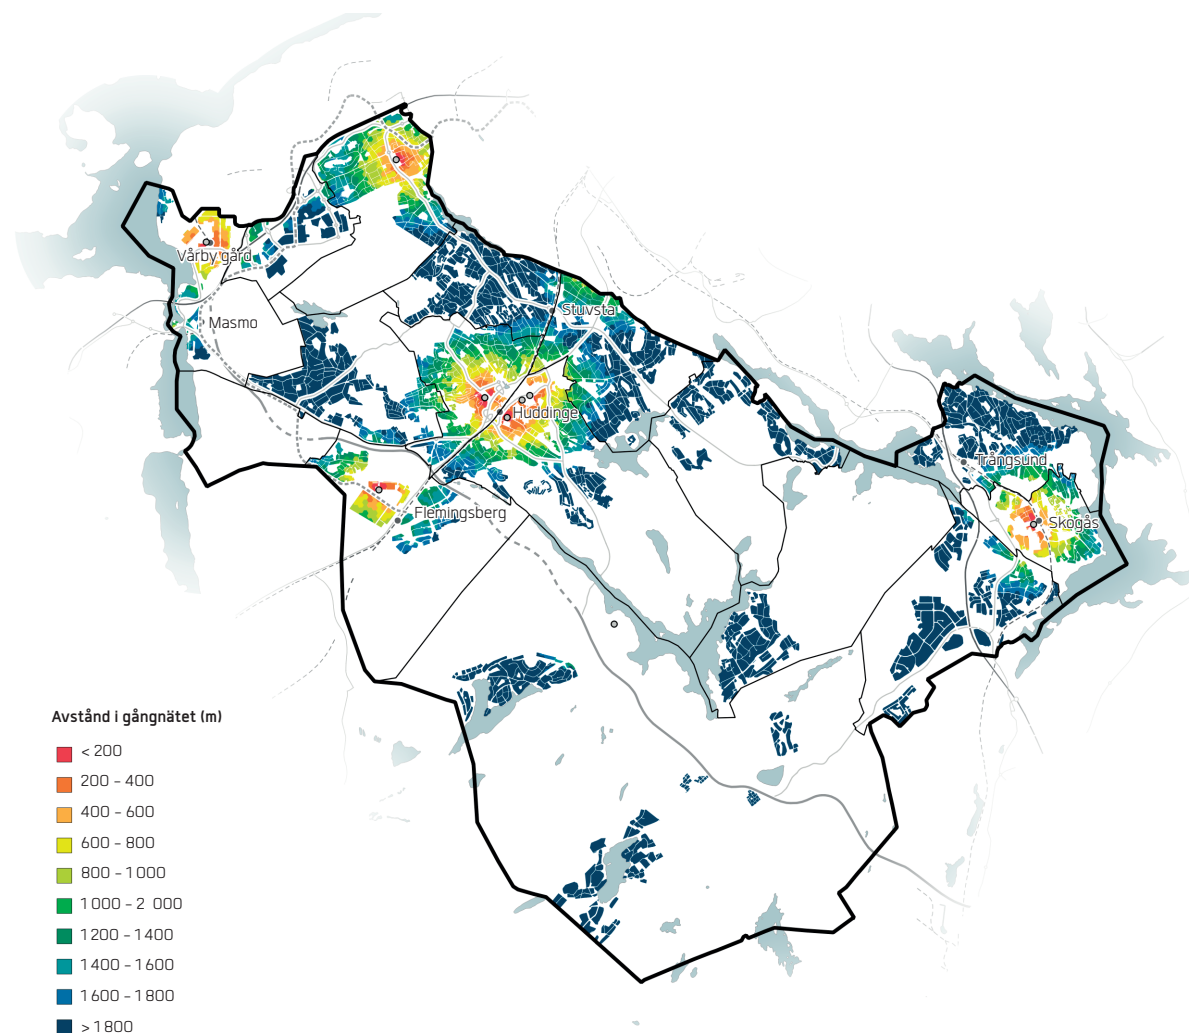 Vårby gård
Masmo
Stuvsta
Huddinge
Trångsund
Flemingsberg
Skogås
Avstånd i gångnätet (m)
< 200
200 – 400
400 – 600
600 – 800
800 – 1000
1000 – 2 000
1200 – 1400
1400 – 1600
1600 – 1800
> 1800